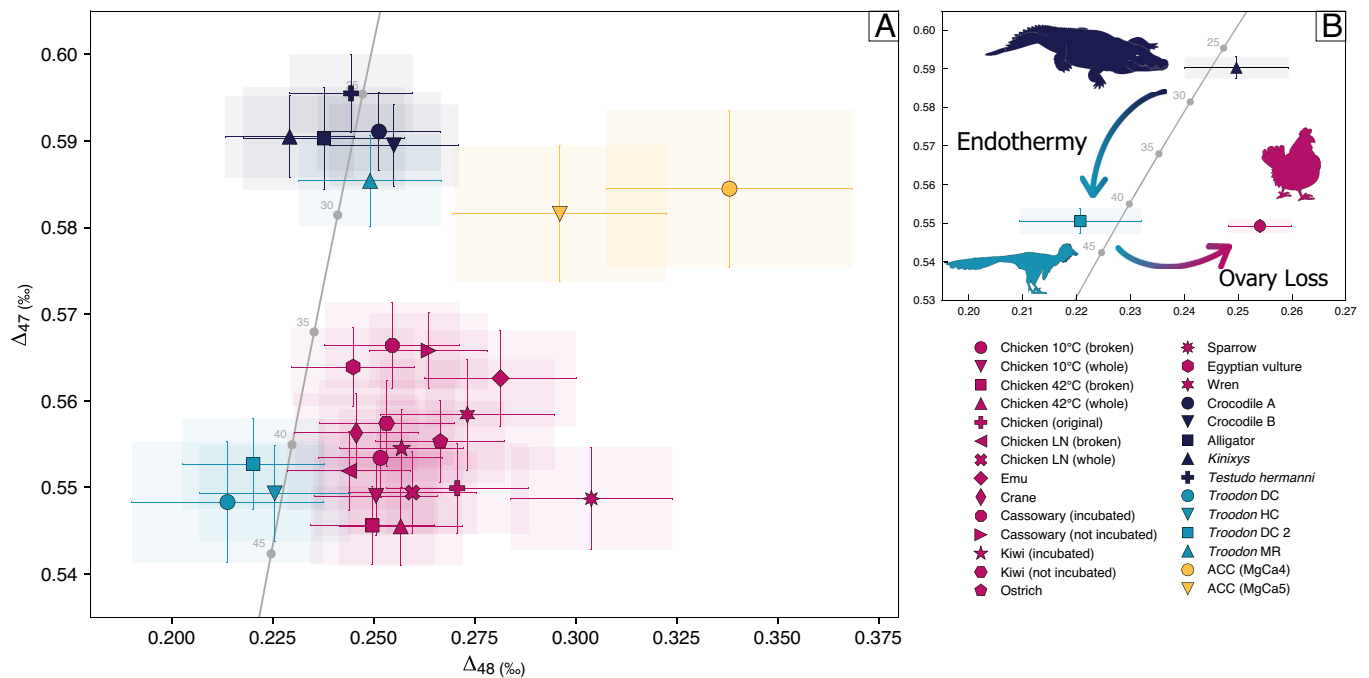 A
0.60
0.59
0.58
0.57
0.56
0.55
0.54
Δ47 (‰)
25
30
35
40
45
0.200
0.225
0.250
0.275
0.300
0.325
0.350
0.375
Δ48 (‰)
B
0.60
0.59
0.58
0.57
0.56
0.55
0.54
0.53
25
30
35
40
45
Endothermy
Ovary Loss
0.20
0.21
0.22
0.23
0.24
0.25
0.26
0.27
Chicken 10°C (broken)
Chicken 10°C (whole)
Chicken 42°C (broken)
Chicken 42°C (whole)
Chicken (original)
Chicken LN (broken)
Chicken LN (whole)
Emu
Crane
Cassowary (incubated)
Cassowary (not incubated)
Kiwi (incubated)
Kiwi (not incubated)
Ostrich
Sparrow
Egyptian vulture
Wren
Crocodile A
Crocodile B
Alligator
Kinixys
Testudo hermanni
Troodon DC
Troodon HC
Troodon DC 2
Troodon MR
ACC (MgCa4)
ACC (MgCa5)